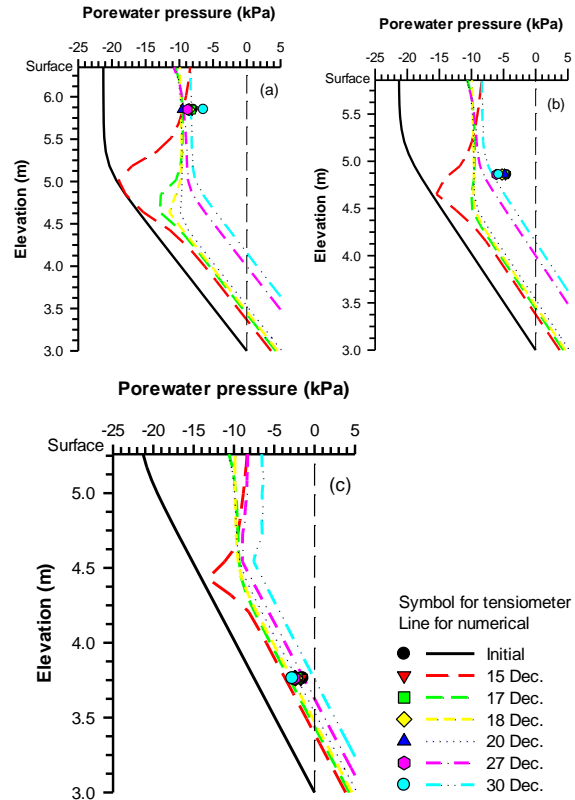 Porewater pressure (kPa)
-25 -20 -15 -10 -5 0 5
Surface
(a)
6.0
5.5
5.0
4.5
4.0
3.5
3.0
Elevation (m)
Porewater pressure (kPa)
-25 -20 -15 -10 -5 0 5
Surface
(b)
5.5
5.0
4.5
4.0
3.5
3.0
Elevation (m)
Porewater pressure (kPa)
-25 -20 -15 -10 -5 0 5
Surface
(c)
5.0
4.5
4.0
3.5
3.0
Elevation (m)
Symbol for tensiometer
Line for numerical
Initial
15 Dec.
17 Dec.
18 Dec.
20 Dec.
27 Dec.
30 Dec.